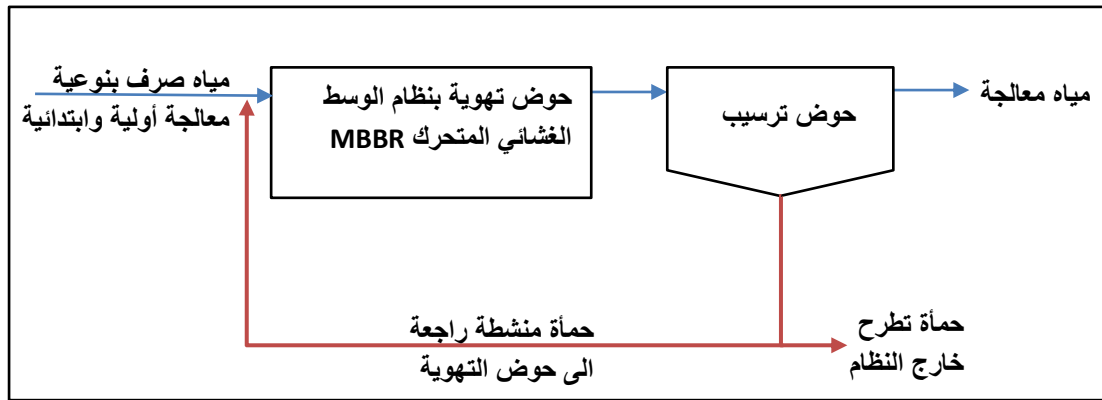 مياه صرف بنوعية
معالجة أولية وابتدائية
حوض تهوية بنظام الوسط
الغشائي المتحرك MBBR
حوض ترسيب
مياه معالجة
حمأة منشطة راجعة
الى حوض التهوية
حمأة تطرح
خارج النظام